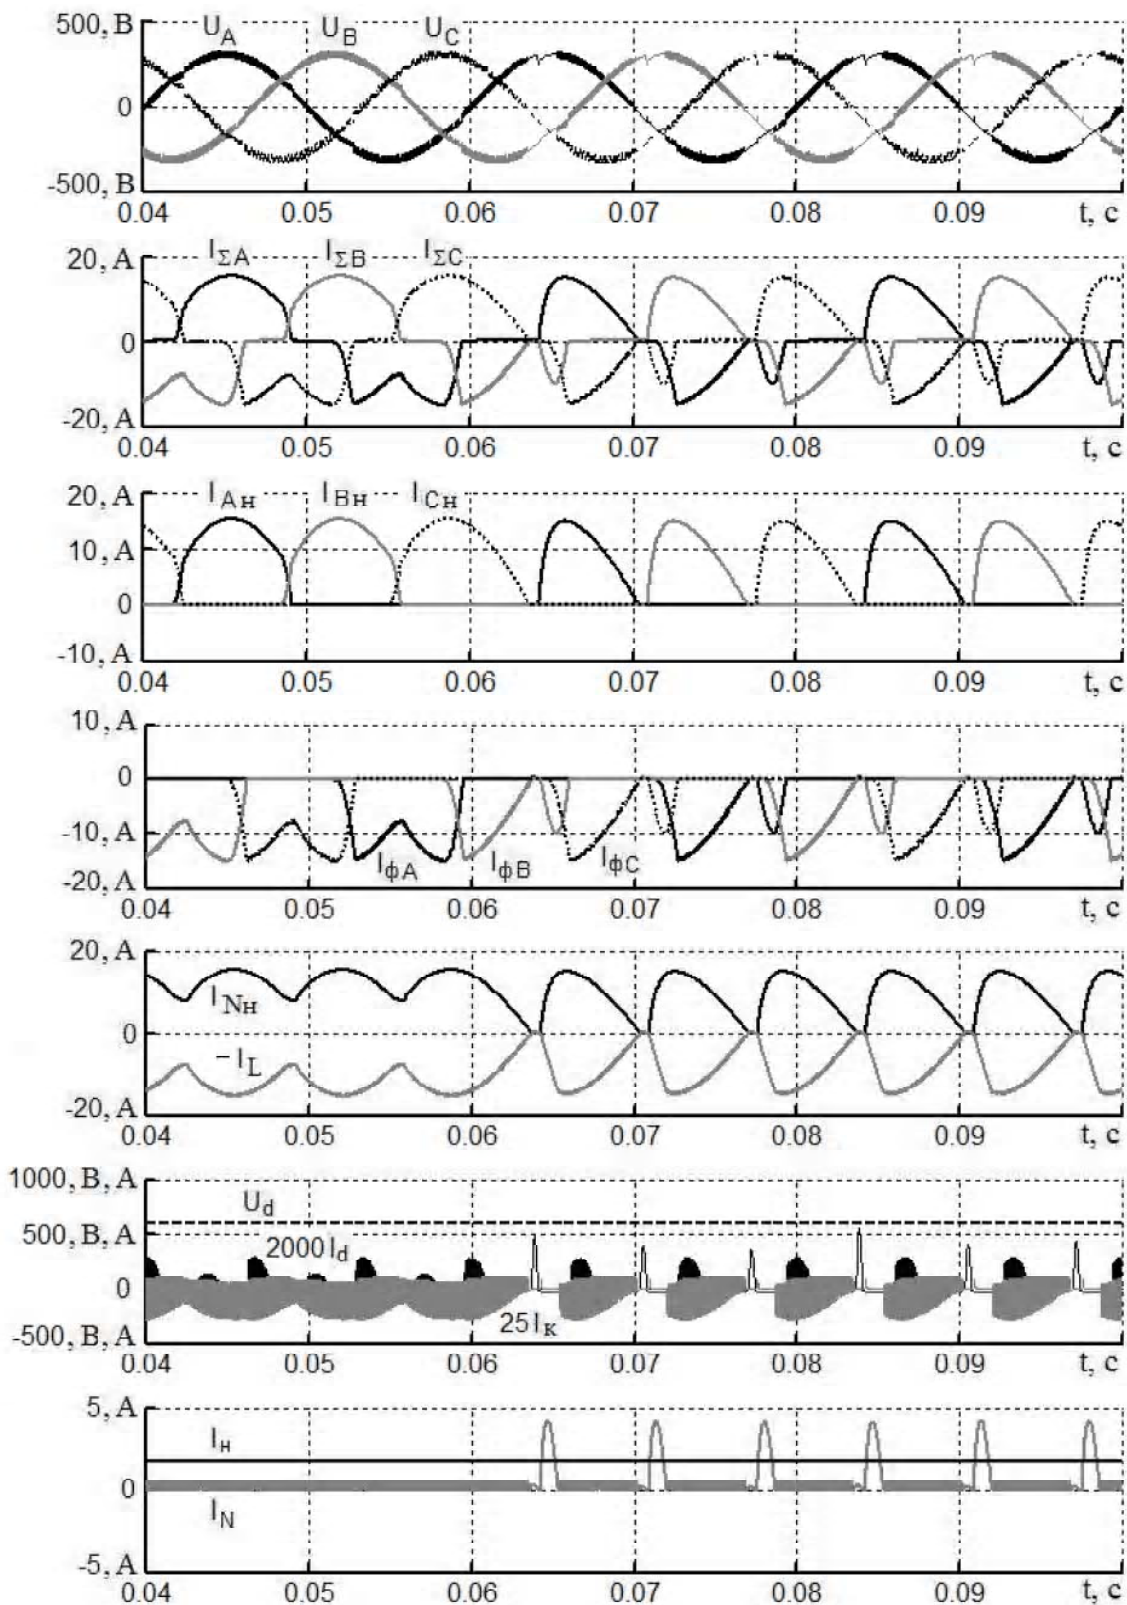 500, В U_A U_B U_C
0
-500, В
0.04 0.05 0.06 0.07 0.08 0.09 t, c
20, А I_ΣA I_ΣB I_ΣC
0
-20, А
0.04 0.05 0.06 0.07 0.08 0.09 t, c
20, А I_Aн I_Bн I_Cн
10, А
0
-10, А
0.04 0.05 0.06 0.07 0.08 0.09 t, c
10, А
0
-10, А
-20, А I_ϕA I_ϕB I_ϕC
0.04 0.05 0.06 0.07 0.08 0.09 t, c
20, А
I_Nн
0
-I_L
-20, А
0.04 0.05 0.06 0.07 0.08 0.09 t, c
1000, В, А
U_d
500, В, А
2000 I_d
0
25 I_к
-500, В, А
0.04 0.05 0.06 0.07 0.08 0.09 t, c
5, А
I_н
0
I_N
-5, А
0.04 0.05 0.06 0.07 0.08 0.09 t, c